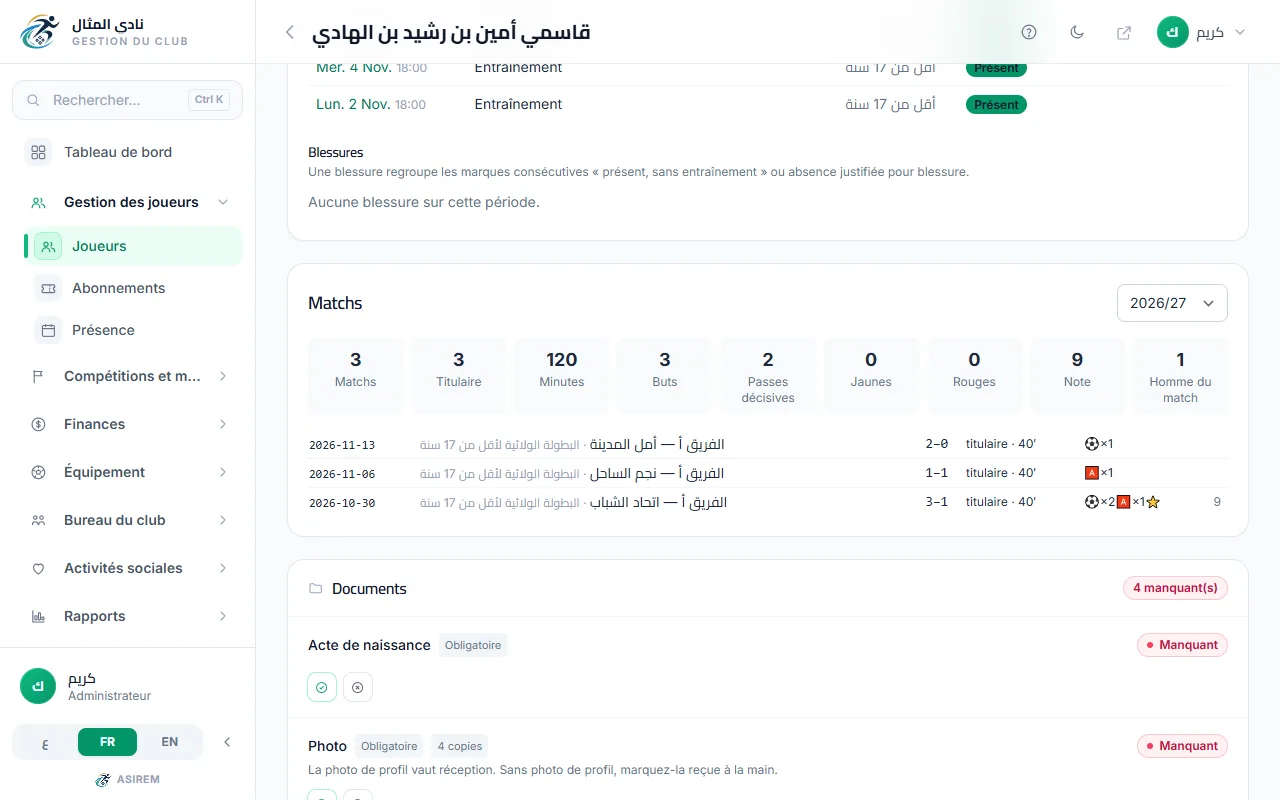 نادي المثال
GESTION DU CLUB
Rechercher...
Ctrl K
Tableau de bord
Gestion des joueurs
Joueurs
Abonnements
Présence
Compétitions et m...
Finances
Équipement
Bureau du club
Activités sociales
Rapports
ك
كريم
Administrateur
ع
FR
EN
ASIREM
قاسمي أمين بن رشيد بن الهادي
ك
كريم
Mer. 4 Nov. 18:00 Entraînement أقل من 17 سنة Présent
Lun. 2 Nov. 18:00 Entraînement أقل من 17 سنة Présent
Blessures
Une blessure regroupe les marques consécutives « présent, sans entraînement » ou absence justifiée pour blessure.
Aucune blessure sur cette période.
Matchs
2026/27
3 Matchs
3 Titulaire
120 Minutes
3 Buts
2 Passes décisives
0 Jaunes
0 Rouges
9 Note
1 Homme du match
2026-11-13 الفريق أ — أمل المدينة · البطولة الولائية لأقل من 17 سنة 2–0 titulaire · 40′ ⚽×1
2026-11-06 الفريق أ — نجم الساحل · البطولة الولائية لأقل من 17 سنة 1–1 titulaire · 40′ 🅰×1
2026-10-30 الفريق أ — اتحاد الشباب · البطولة الولائية لأقل من 17 سنة 3–1 titulaire · 40′ ⚽×2🅰×1⭐ 9
Documents
4 manquant(s)
Acte de naissance Obligatoire
Manquant
Photo Obligatoire 4 copies
Manquant
La photo de profil vaut réception. Sans photo de profil, marquez-la reçue à la main.